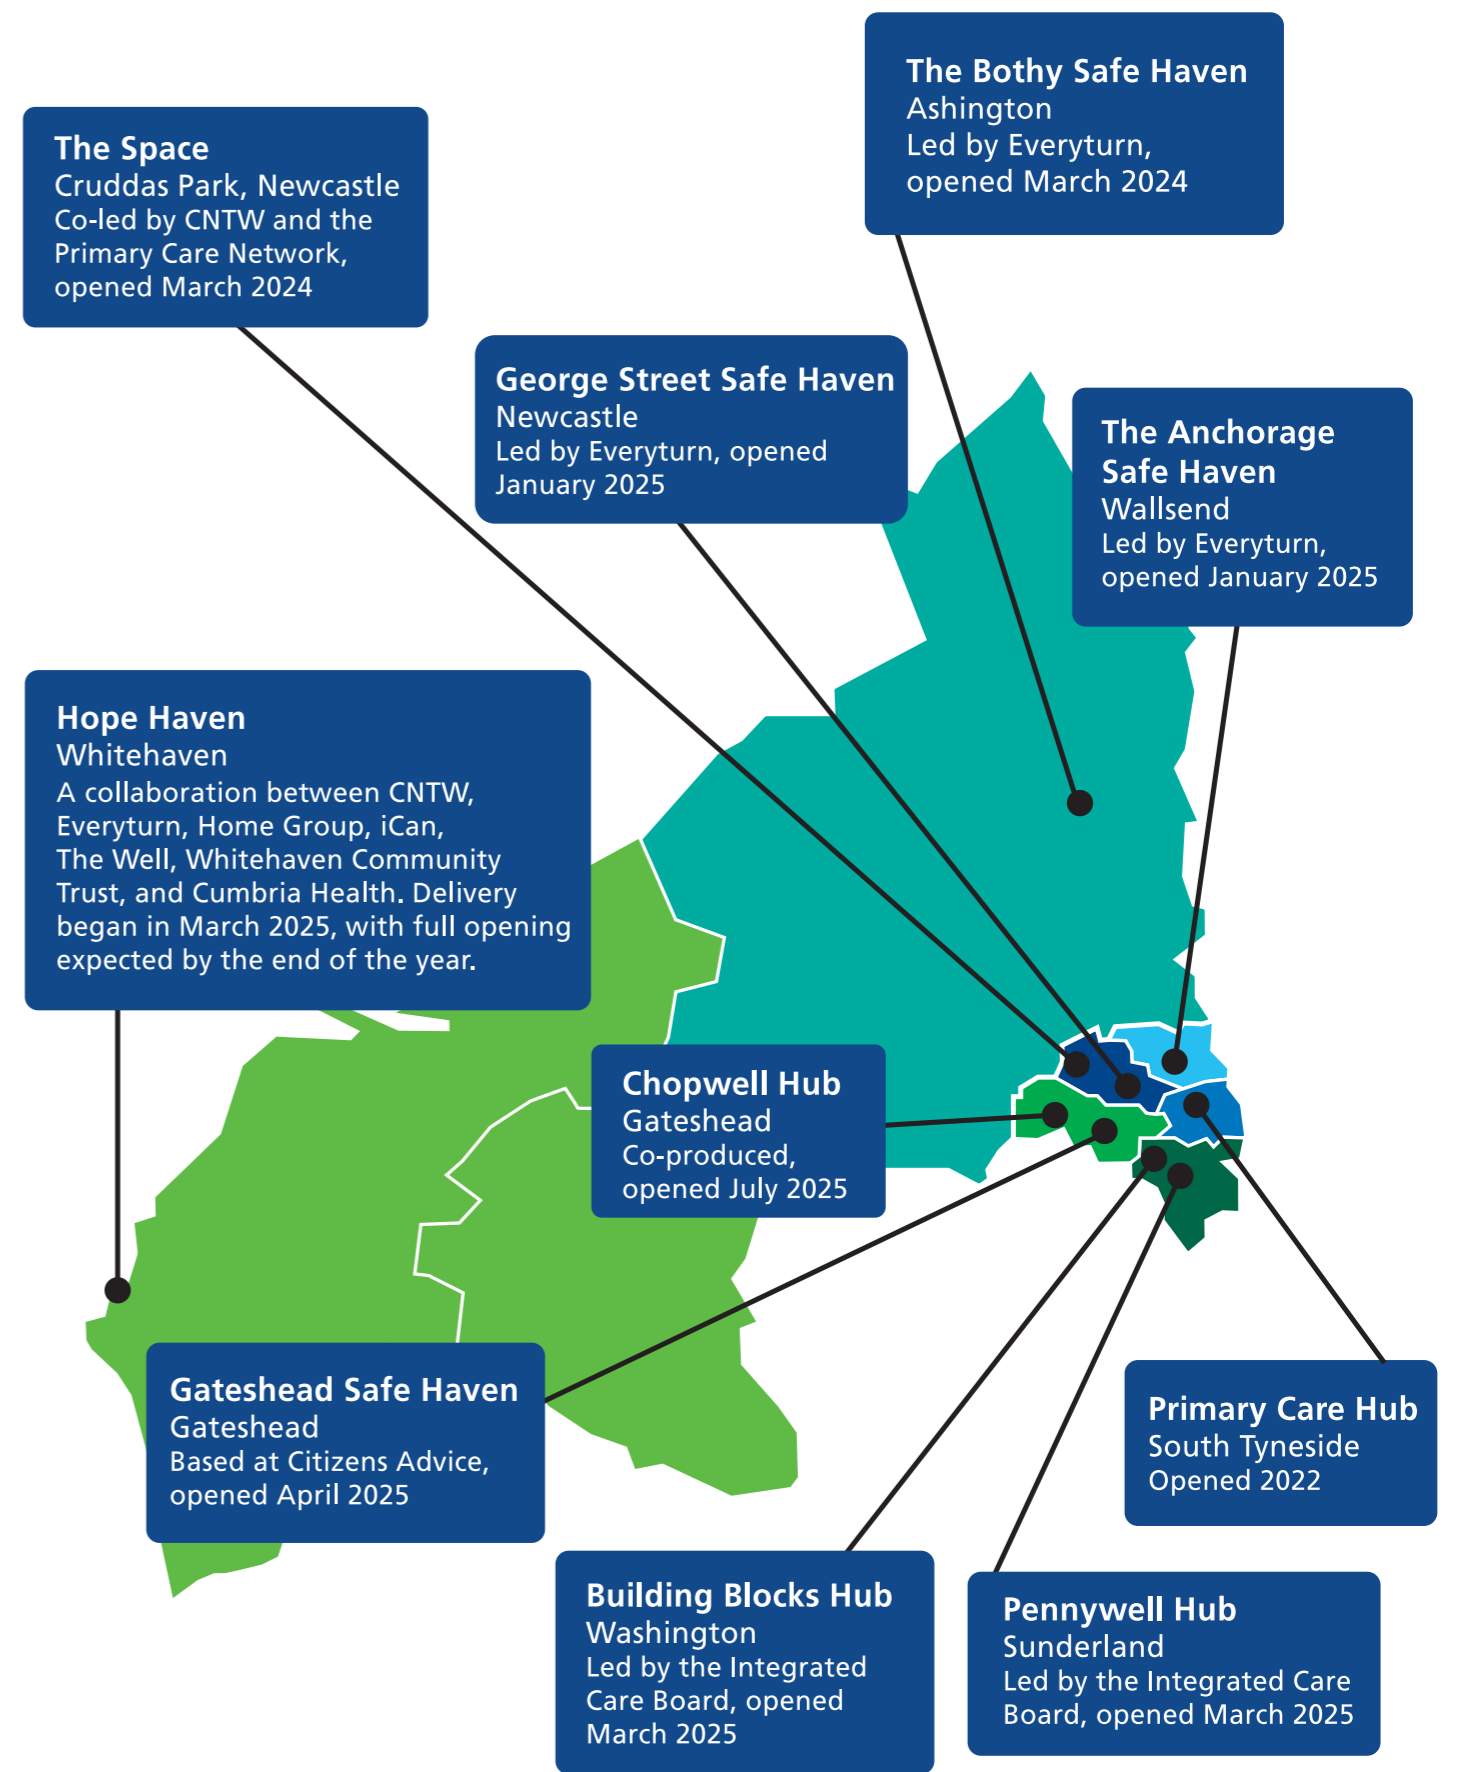 The Bothy Safe Haven
Ashington
Led by Everyturn,
opened March 2024
The Space
Cruddas Park, Newcastle
Co-led by CNTW and the
Primary Care Network,
opened March 2024
George Street Safe Haven
Newcastle
Led by Everyturn, opened
January 2025
The Anchorage
Safe Haven
Wallsend
Led by Everyturn,
opened January 2025
Hope Haven
Whitehaven
A collaboration between CNTW,
Everyturn, Home Group, iCan,
The Well, Whitehaven Community
Trust, and Cumbria Health. Delivery
began in March 2025, with full opening
expected by the end of the year.
Chopwell Hub
Gateshead
Co-produced,
opened July 2025
Gateshead Safe Haven
Gateshead
Based at Citizens Advice,
opened April 2025
Primary Care Hub
South Tyneside
Opened 2022
Building Blocks Hub
Washington
Led by the Integrated
Care Board, opened
March 2025
Pennywell Hub
Sunderland
Led by the Integrated Care
Board, opened March 2025